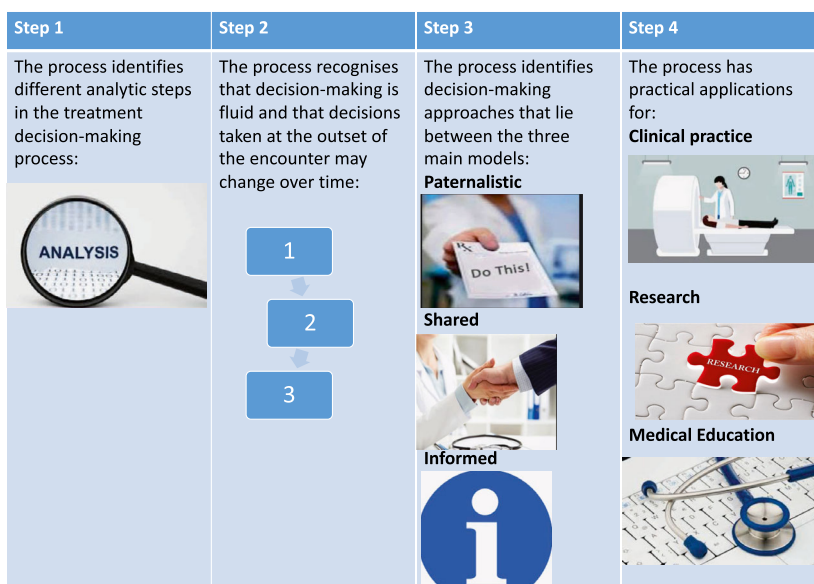 Step 1
The process identifies
different analytic steps
in the treatment
decision-making
process:
ANALYSIS
Step 2
The process recognises
that decision-making is
fluid and that decisions
taken at the outset of
the encounter may
change over time:
1
2
3
Step 3
The process identifies
decision-making
approaches that lie
between the three
main models:
Paternalistic
Rx
Do This!
Shared
Informed
i
Step 4
The process has
practical applications
for:
Clinical practice
Research
RESEARCH
Medical Education